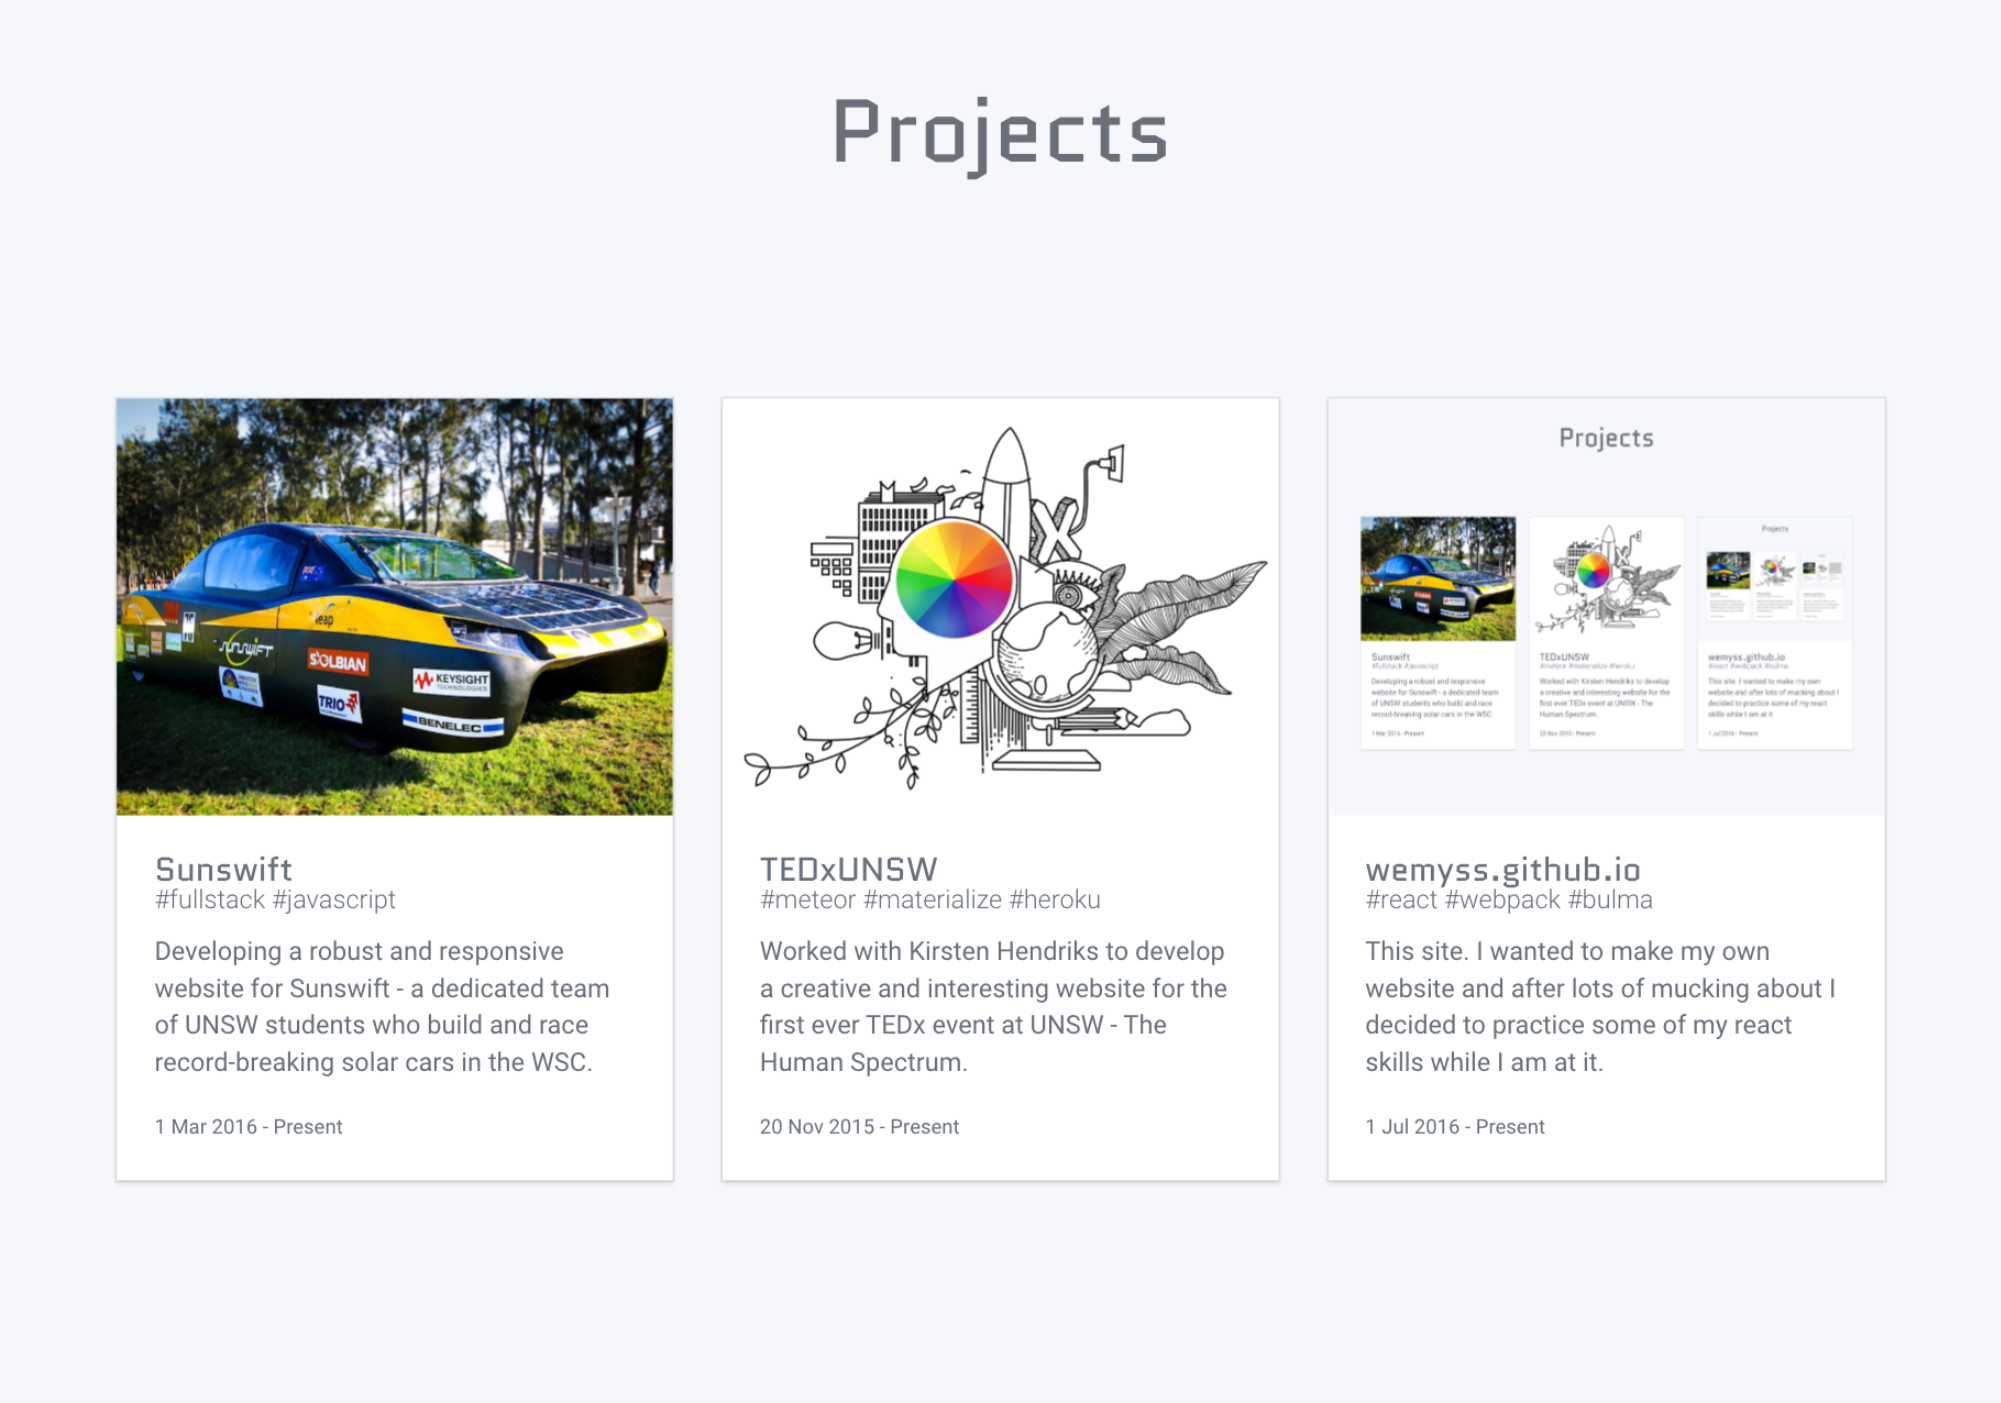 Projects
3M
leap
sunswift
SOLBIAN
KEYSIGHT
TECHNOLOGIES
TRIO
BENELEC
X
Sunswift
#fullstack #javascript
Developing a robust and responsive
website for Sunswift - a dedicated team
of UNSW students who build and race
record-breaking solar cars in the WSC.
1 Mar 2016 - Present
TEDxUNSW
#meteor #materialize #heroku
Worked with Kirsten Hendriks to develop
a creative and interesting website for the
first ever TEDx event at UNSW - The
Human Spectrum.
20 Nov 2015 - Present
Projects
Sunswift
#fullstack #javascript
Developing a robust and responsive
website for Sunswift - a dedicated team
of UNSW students who build and race
record-breaking solar cars in the WSC.
1 Mar 2016 - Present
TEDxUNSW
#meteor #materialize #heroku
Worked with Kirsten Hendriks to develop
a creative and interesting website for the
first ever TEDx event at UNSW - The
Human Spectrum.
20 Nov 2015 - Present
Projects
wemyss.github.io
#react #webpack #bulma
This site. I wanted to make my own
website and after lots of mucking about I
decided to practice some of my react
skills while I am at it.
1 Jul 2016 - Present
wemyss.github.io
#react #webpack #bulma
This site. I wanted to make my own
website and after lots of mucking about I
decided to practice some of my react
skills while I am at it.
1 Jul 2016 - Present